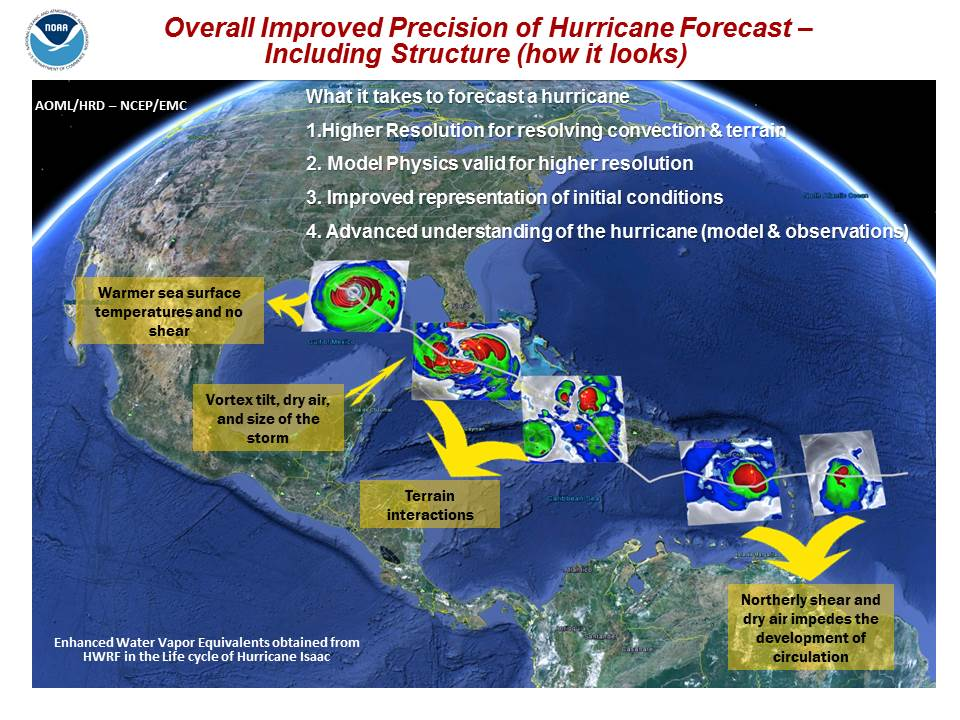 NOAA
Overall Improved Precision of Hurricane Forecast –
Including Structure (how it looks)
AOML/HRD – NCEP/EMC
What it takes to forecast a hurricane
1.Higher Resolution for resolving convection & terrain
2. Model Physics valid for higher resolution
3. Improved representation of initial conditions
4. Advanced understanding of the hurricane (model & observations)
Warmer sea surface
temperatures and no
shear
Gulf of Mexico
Vortex tilt, dry air,
and size of the
storm
Terrain
interactions
Caribbean Sea
Northerly shear and
dry air impedes the
development of
circulation
Enhanced Water Vapor Equivalents obtained from
HWRF in the Life cycle of Hurricane Isaac